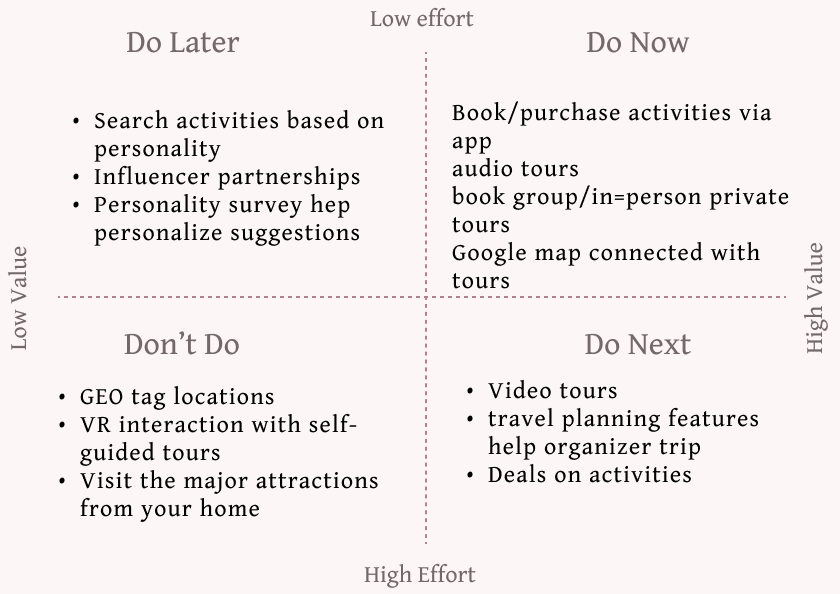 Low effort
Do Later
• Search activities based on
personality
• Influencer partnerships
• Personality survey hep
personalize suggestions
Do Now
Book/purchase activities via
app
audio tours
book group/in=person private
tours
Google map connected with
tours
Low Value
High Value
Don’t Do
• GEO tag locations
• VR interaction with self-
guided tours
• Visit the major attractions
from your home
Do Next
• Video tours
• travel planning features
help organizer trip
• Deals on activities
High Effort